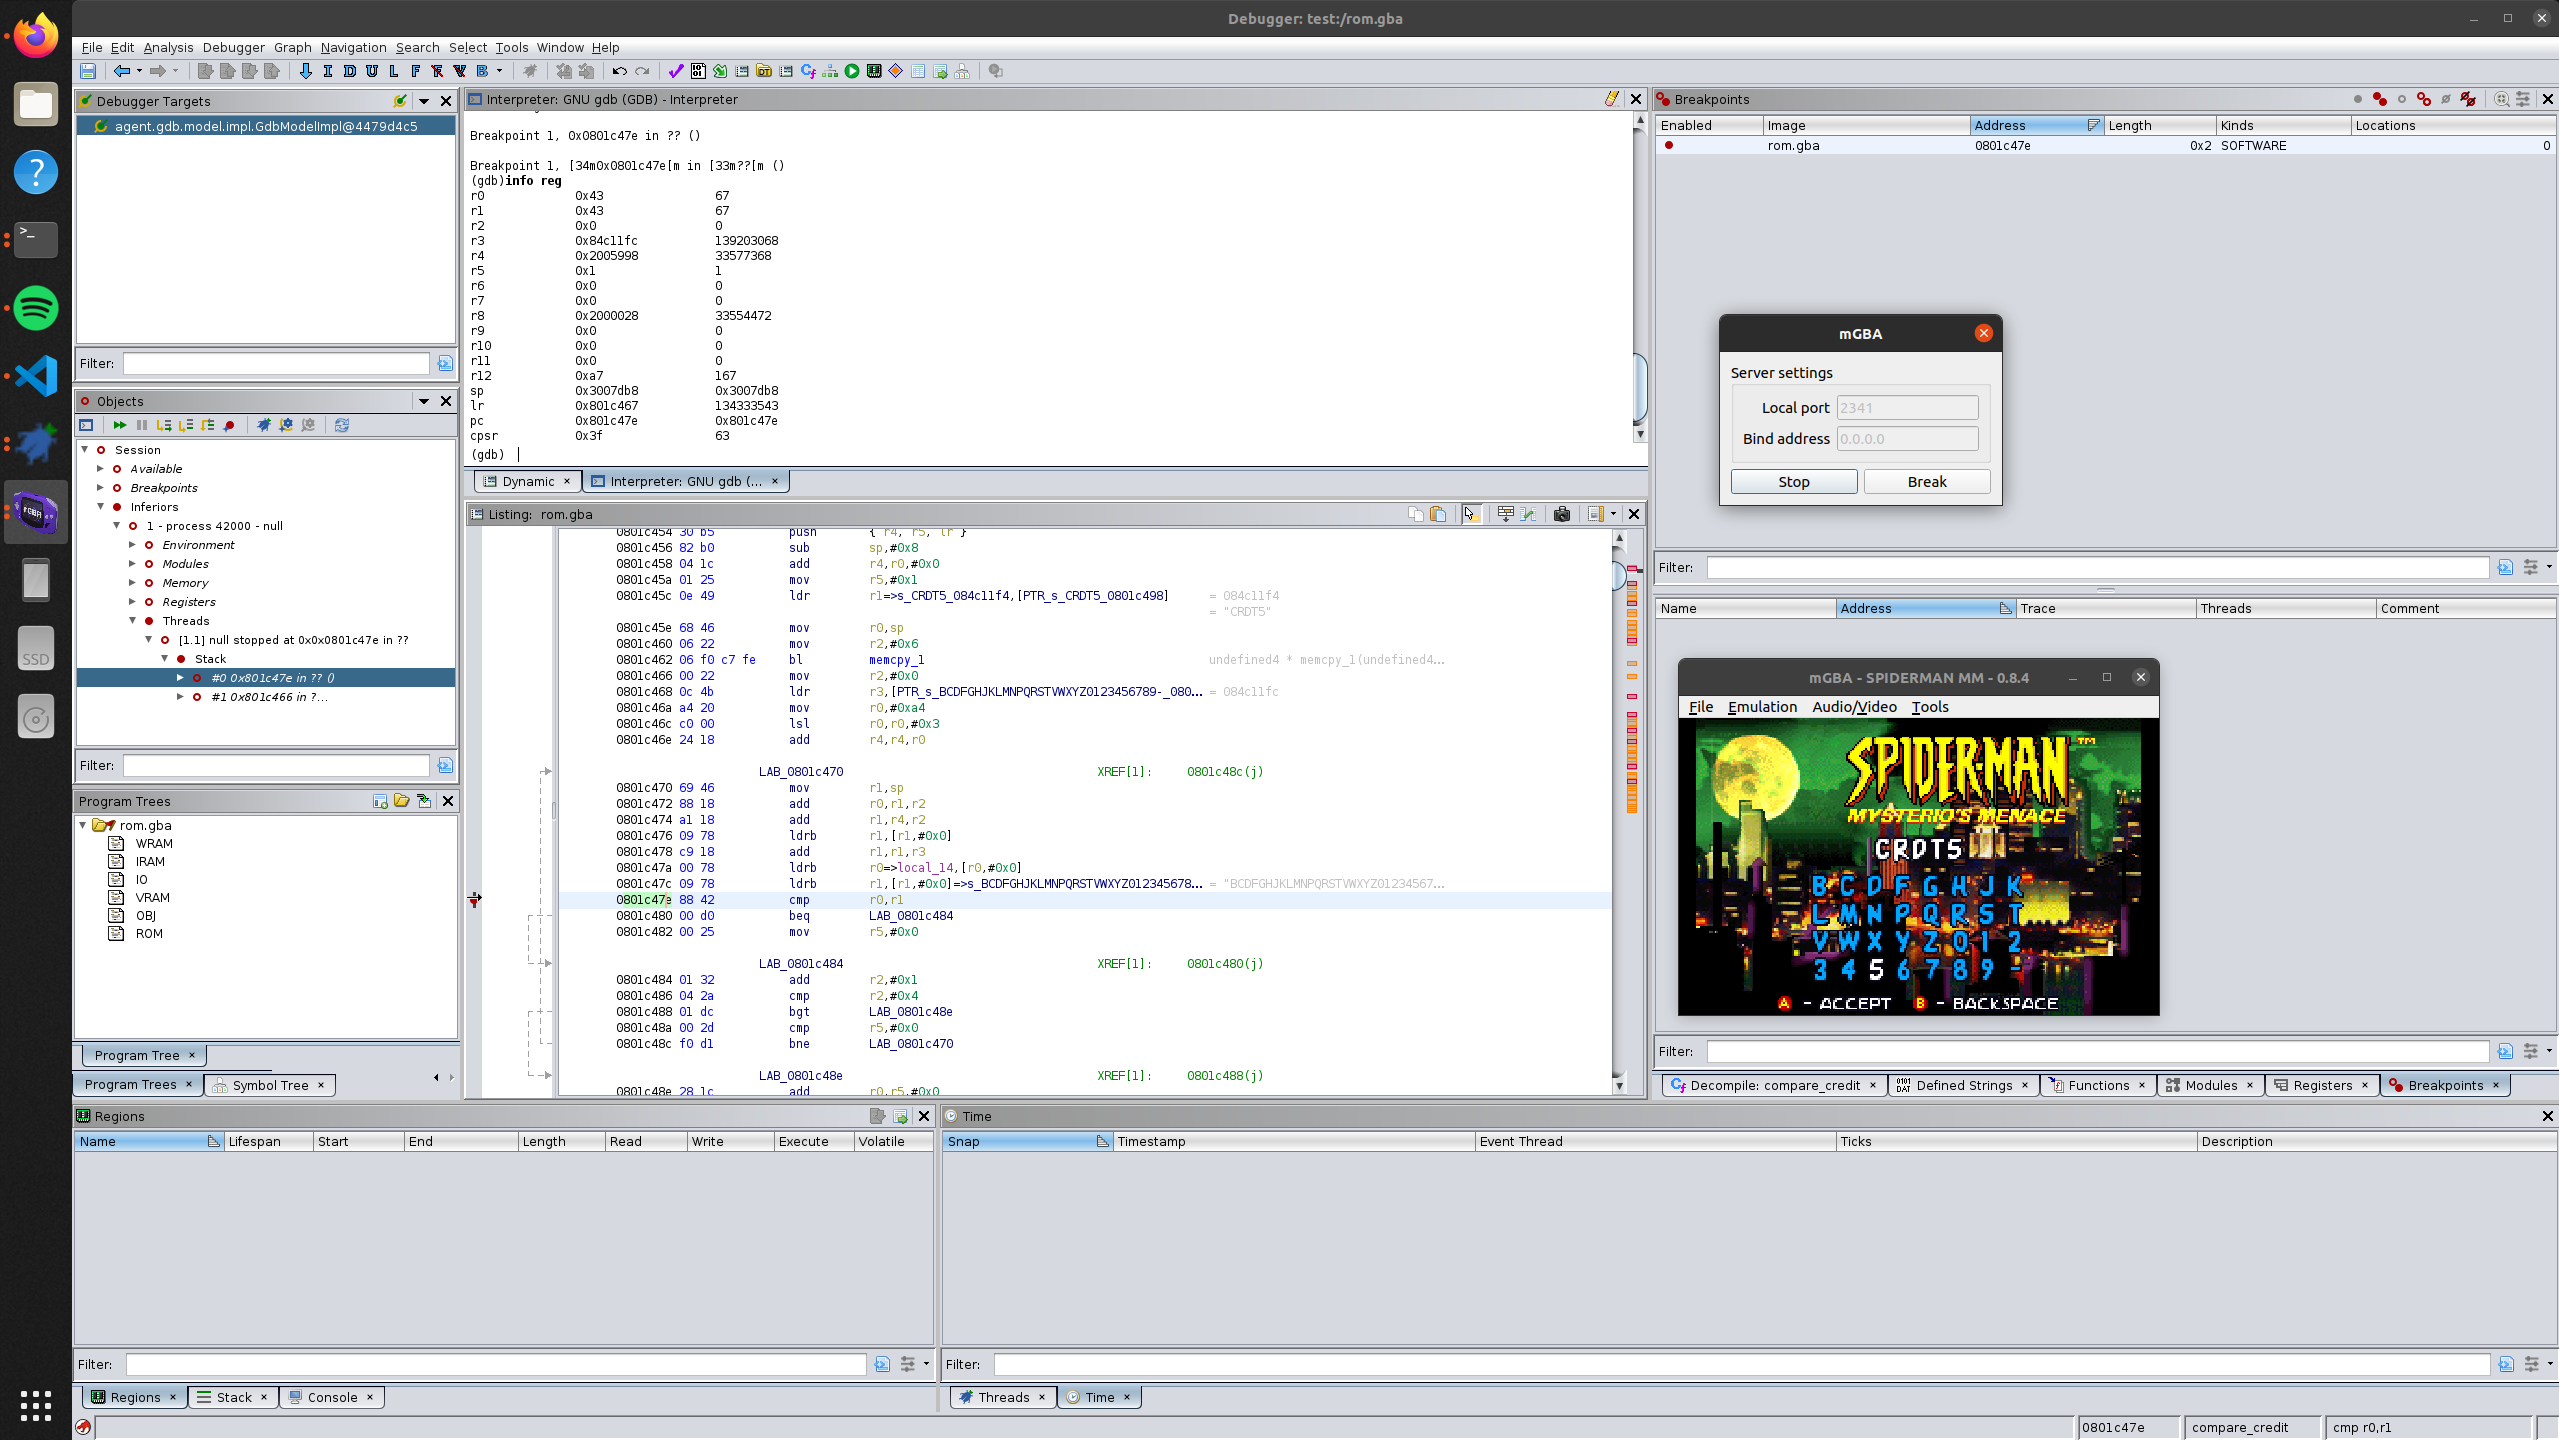 Debugger: test:/rom.gba
File Edit Analysis Debugger Graph Navigation Search Select Tools Window Help
Debugger Targets
agent.gdb.model.impl.GdbModelImpl@4479d4c5
Filter:
Objects
Session
Available
Breakpoints
Inferiors
1 - process 42000 - null
Environment
Modules
Memory
Registers
Threads
[1.1] null stopped at 0x0x0801c47e in ??
Stack
#0 0x801c47e in ?? ()
#1 0x801c466 in ?...
Filter:
Program Trees
rom.gba
WRAM
IRAM
IO
VRAM
OBJ
ROM
Program Tree ×
Program Trees × Symbol Tree ×
Interpreter: GNU gdb (GDB) - Interpreter
Breakpoint 1, 0x0801c47e in ?? ()
Breakpoint 1, [34m0x0801c47e[m in [33m??[m ()
(gdb)info reg
r0 0x43 67
r1 0x43 67
r2 0x0 0
r3 0x84c11fc 139203068
r4 0x2005998 33577368
r5 0x1 1
r6 0x0 0
r7 0x0 0
r8 0x2000028 33554472
r9 0x0 0
r10 0x0 0
r11 0x0 0
r12 0xa7 167
sp 0x3007db8 0x3007db8
lr 0x801c467 134333543
pc 0x801c47e 0x801c47e
cpsr 0x3f 63
(gdb)
Dynamic × Interpreter: GNU gdb (... ×
Listing: rom.gba
0801c454 30 b5 push { r4, r5, lr }
0801c456 82 b0 sub sp,#0x8
0801c458 04 1c add r4,r0,#0x0
0801c45a 01 25 mov r5,#0x1
0801c45c 0e 49 ldr r1=>s_CRDT5_084c11f4,[PTR_s_CRDT5_0801c498] = 084c11f4
= "CRDT5"
0801c45e 68 46 mov r0,sp
0801c460 06 22 mov r2,#0x6
0801c462 06 f0 c7 fe bl memcpy_1 undefined4 * memcpy_1(undefined4...
0801c466 00 22 mov r2,#0x0
0801c468 0c 4b ldr r3,[PTR_s_BCDFGHJKLMNPQRSTVWXYZ0123456789-_080... = 084c11fc
0801c46a a4 20 mov r0,#0xa4
0801c46c c0 00 lsl r0,r0,#0x3
0801c46e 24 18 add r4,r4,r0
LAB_0801c470 XREF[1]: 0801c48c(j)
0801c470 69 46 mov r1,sp
0801c472 88 18 add r0,r1,r2
0801c474 a1 18 add r1,r4,r2
0801c476 09 78 ldrb r1,[r1,#0x0]
0801c478 c9 18 add r1,r1,r3
0801c47a 00 78 ldrb r0=>local_14,[r0,#0x0]
0801c47c 09 78 ldrb r1,[r1,#0x0]=>s_BCDFGHJKLMNPQRSTVWXYZ012345678... = "BCDFGHJKLMNPQRSTVWXYZ01234567...
0801c47e 88 42 cmp r0,r1
0801c480 00 d0 beq LAB_0801c484
0801c482 00 25 mov r5,#0x0
LAB_0801c484 XREF[1]: 0801c480(j)
0801c484 01 32 add r2,#0x1
0801c486 04 2a cmp r2,#0x4
0801c488 01 dc bgt LAB_0801c48e
0801c48a 00 2d cmp r5,#0x0
0801c48c f0 d1 bne LAB_0801c470
LAB_0801c48e XREF[1]: 0801c488(j)
0801c48e 28 1c add r0,r5,#0x0
Breakpoints
Enabled Image Address Length Kinds Locations
rom.gba 0801c47e 0x2 SOFTWARE 0
mGBA
Server settings
Local port 2341
Bind address 0.0.0.0
Stop Break
Filter:
Name Address Trace Threads Comment
mGBA - SPIDERMAN MM - 0.8.4
File Emulation Audio/Video Tools
SPIDER-MAN ™
MYSTERIO'S MENACE
CRDT5
B C D F G H J K
L M N P Q R S T
V W X Y Z 0 1 2
3 4 5 6 7 8 9 -
A - ACCEPT B - BACKSPACE
Filter:
Decompile: compare_credit × Defined Strings × Functions × Modules × Registers × Breakpoints ×
Regions
Name Lifespan Start End Length Read Write Execute Volatile
Filter:
Regions × Stack × Console ×
Time
Snap Timestamp Event Thread Ticks Description
Filter:
Threads × Time ×
0801c47e compare_credit cmp r0,r1
SSD